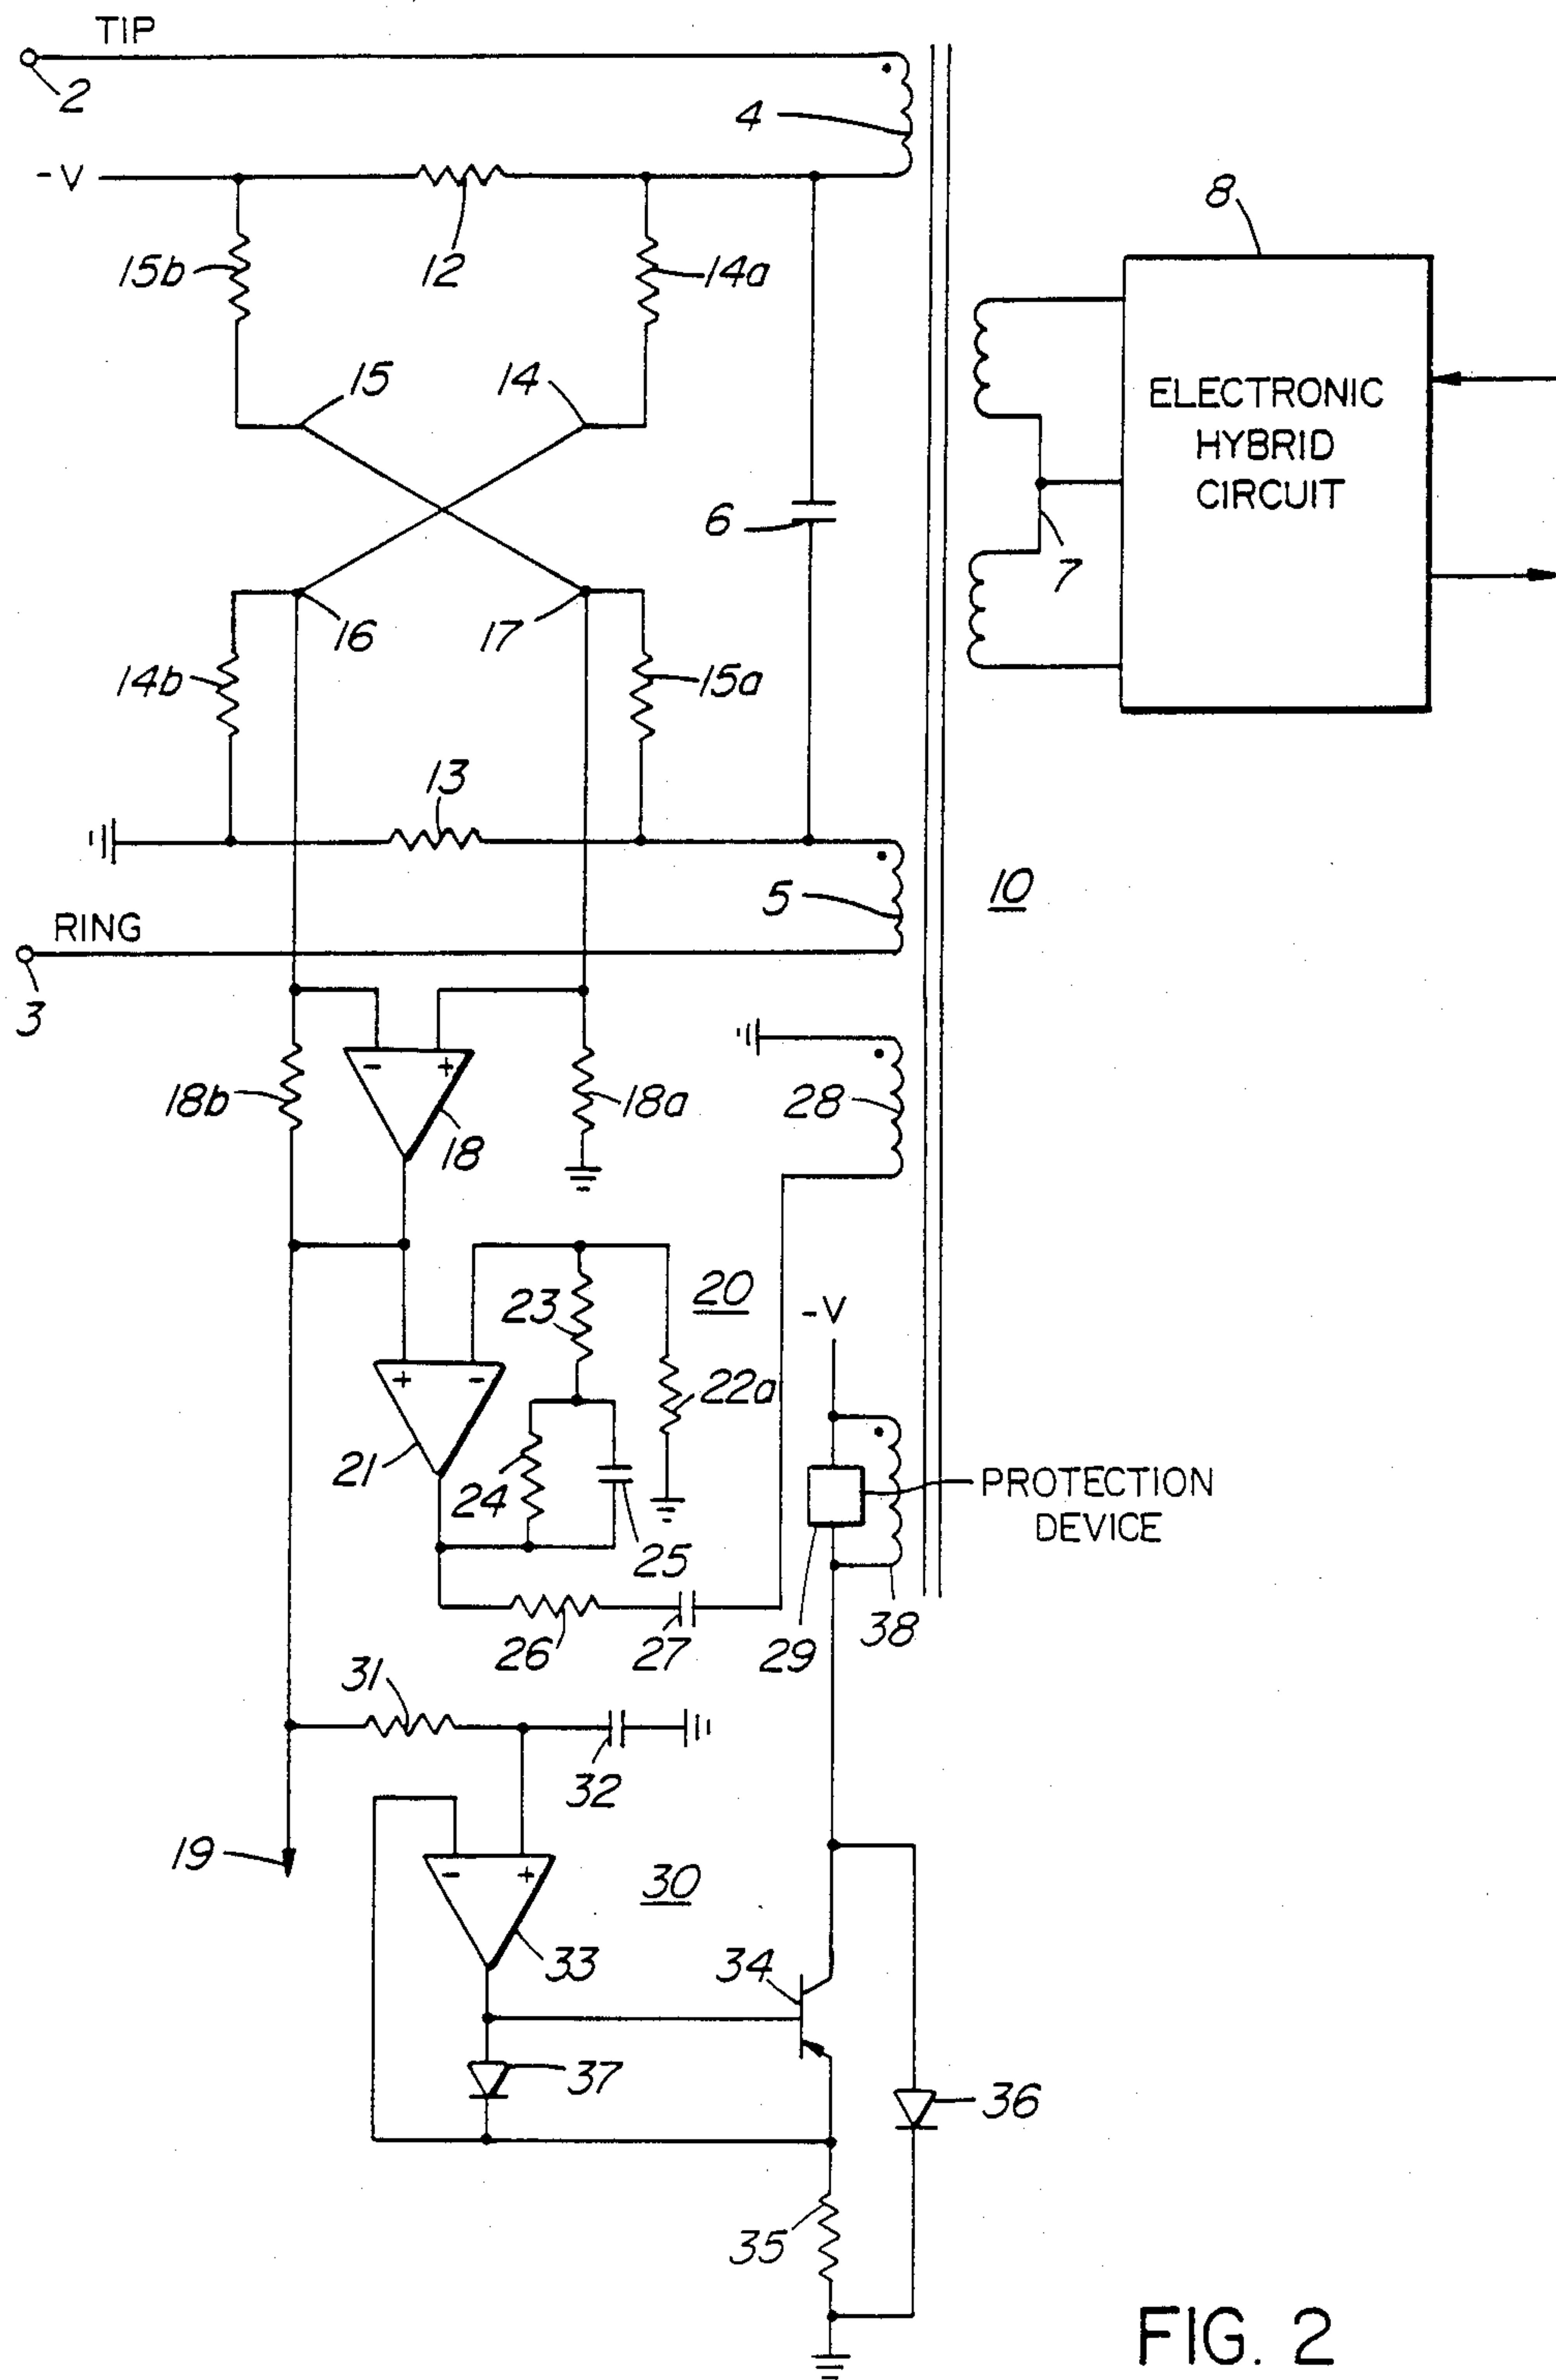 TIP
2
4
-V
8
15b
12
14a
15
14
ELECTRONIC
HYBRID
CIRCUIT
6
7
16
17
14b
15a
13
5
10
RING
3
-
+
18b
18
18a
28
20
23
-V
+
-
22a
21
24
25
PROTECTION
DEVICE
26
27
29
38
31
32
19
-
+
30
33
34
37
36
35
FIG. 2